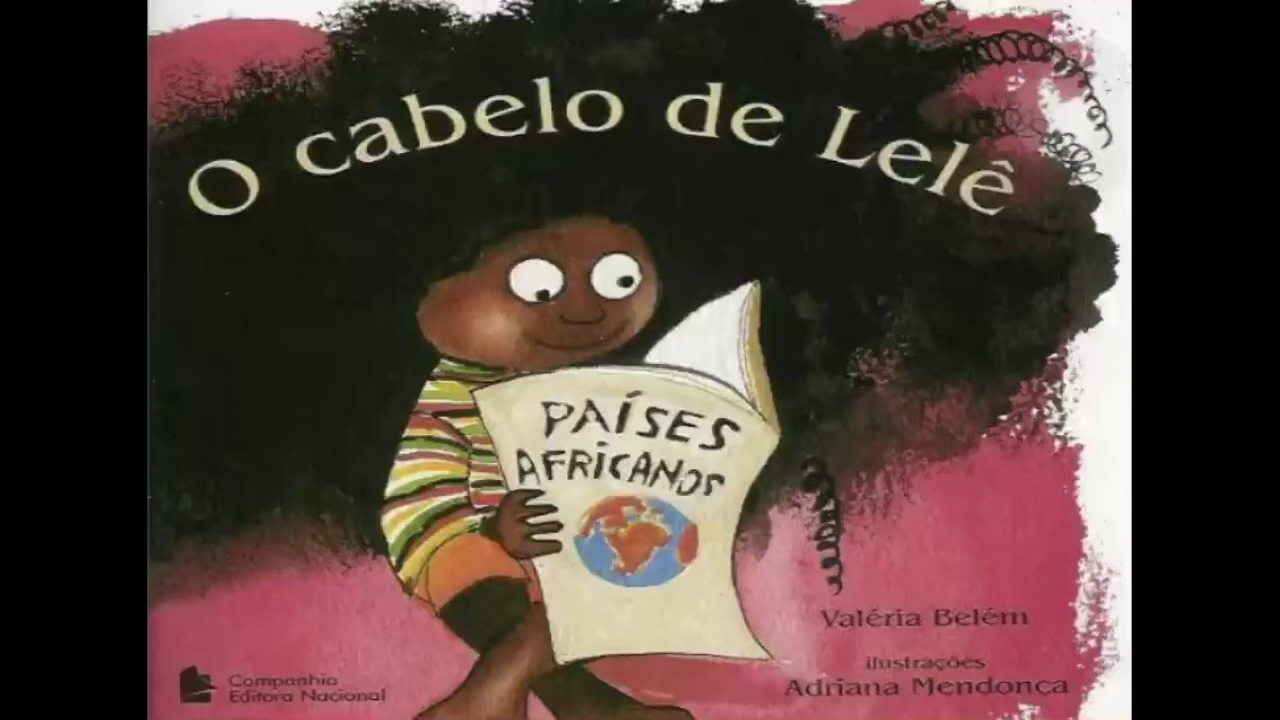 O cabelo de Lelê
PAÍSES
AFRICANOS
Valéria Belém
ilustrações
Adriana Mendonça
Companhia
Editora Nacional